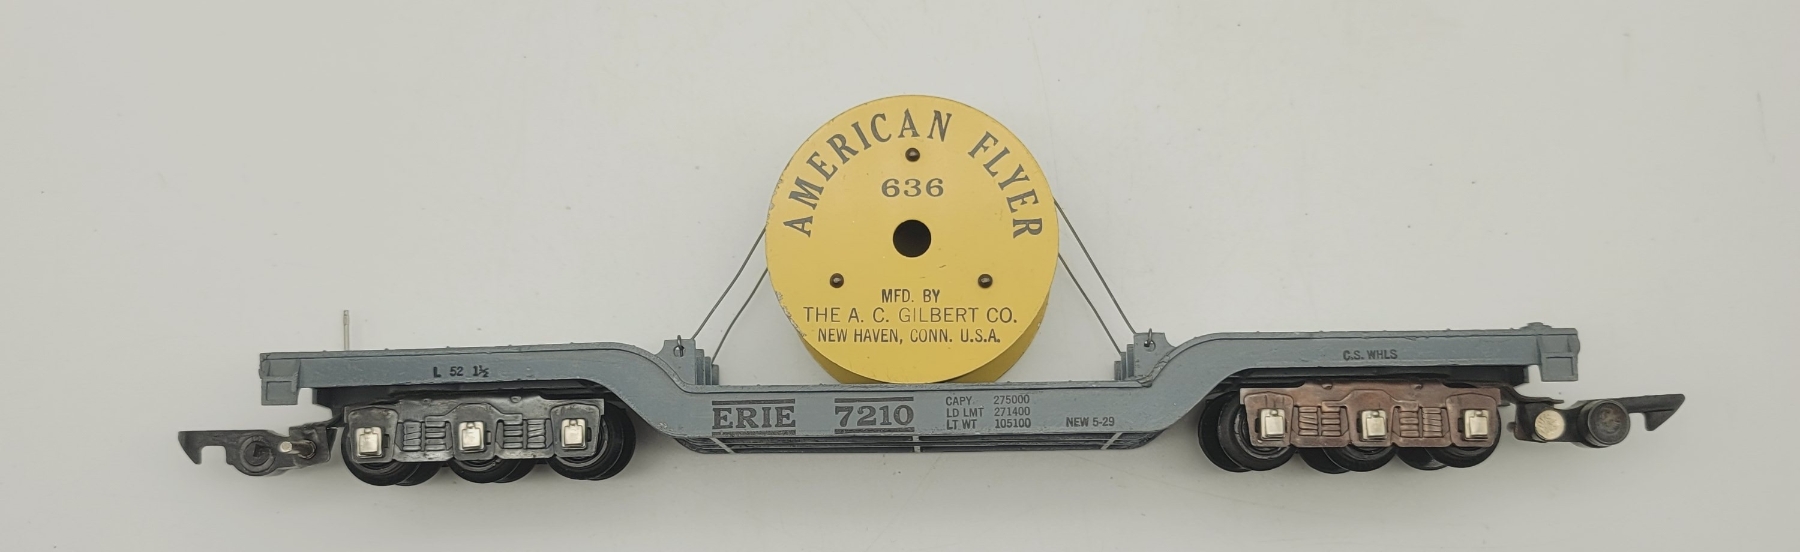 AMERICAN FLYER
636
MFD. BY
THE A. C. GILBERT CO.
NEW HAVEN, CONN. U.S.A.
L 52 1½
C.S. WHLS
ERIE 7210
CAPY 275000
LD LMT 271400
LT WT 105100
NEW 5-29